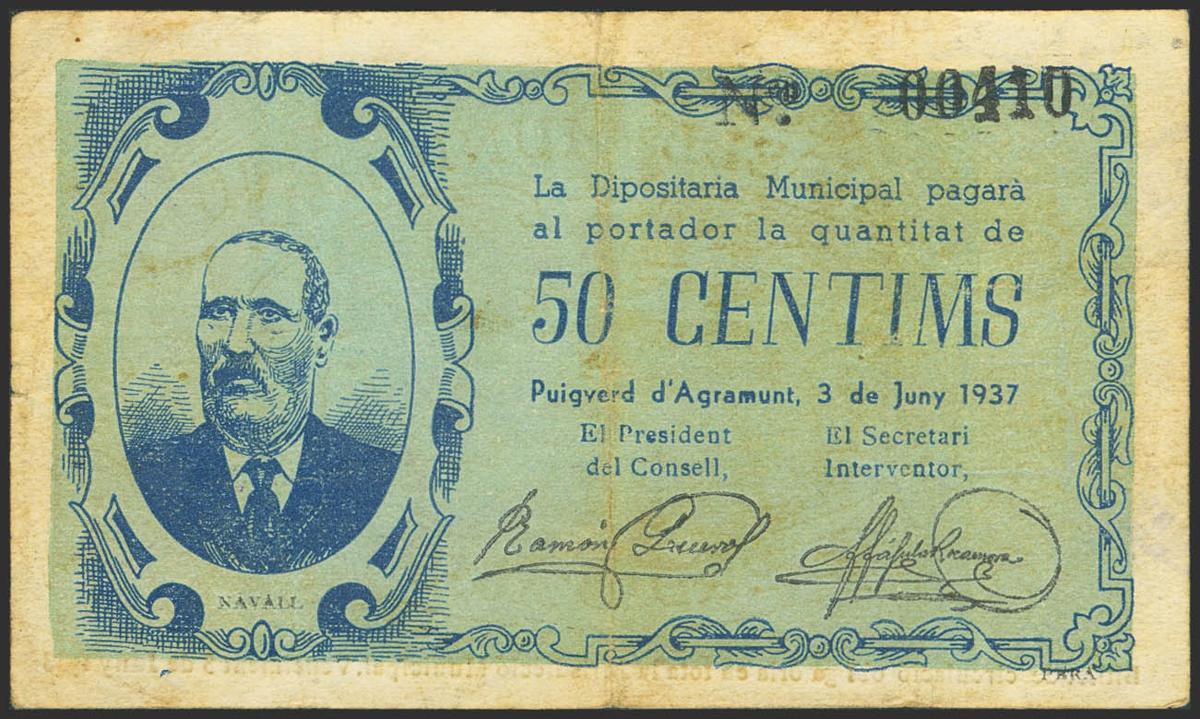 Nº. 00410
La Dipositaria Municipal pagarà
al portador la quantitat de
50 CENTIMS
Puigverd d'Agramunt, 3 de Juny 1937
El President
del Consell,
El Secretari
Interventor,
Ramón
NAVALL